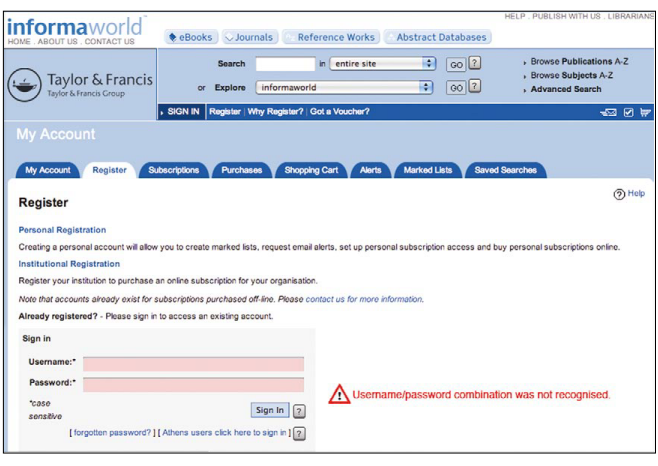 informaworld™
HELP . PUBLISH WITH US . LIBRARIANS
HOME . ABOUT US . CONTACT US
eBooks Journals Reference Works Abstract Databases
Taylor & Francis
Taylor & Francis Group
Search in entire site GO ?
or Explore informaworld GO ?
Browse Publications A-Z
Browse Subjects A-Z
Advanced Search
SIGN IN Register | Why Register? | Got a Voucher?
My Account
My Account Register Subscriptions Purchases Shopping Cart Alerts Marked Lists Saved Searches
Register
? Help
Personal Registration
Creating a personal account will allow you to create marked lists, request email alerts, set up personal subscription access and buy personal subscriptions online.
Institutional Registration
Register your institution to purchase an online subscription for your organisation.
Note that accounts already exist for subscriptions purchased off-line. Please contact us for more information.
Already registered? - Please sign in to access an existing account.
Sign in
Username:*
Password:*
Username/password combination was not recognised.
*case
sensitive
Sign In ?
[ forgotten password? ] [ Athens users click here to sign in ] ?